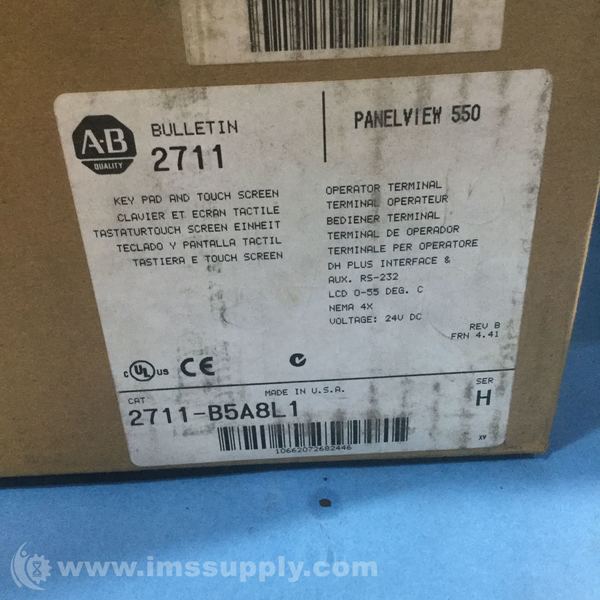 A-B
QUALITY
BULLETIN
2711
PANELVIEW 550
KEY PAD AND TOUCH SCREEN
CLAVIER ET ECRAN TACTILE
TASTATURTOUCH SCREEN EINHEIT
TECLADO Y PANTALLA TACTIL
TASTIERA E TOUCH SCREEN
OPERATOR TERMINAL
TERMINAL OPERATEUR
BEDIENER TERMINAL
TERMINAL DE OPERADOR
TERMINALE PER OPERATORE
DH PLUS INTERFACE &
AUX. RS-232
LCD 0-55 DEG. C
NEMA 4X
VOLTAGE: 24V DC
REV B
FRN 4.41
c UL us CE
MADE IN U.S.A.
CAT
2711-B5A8L1
SER
H
10662072682446
XV
www.imssupply.com